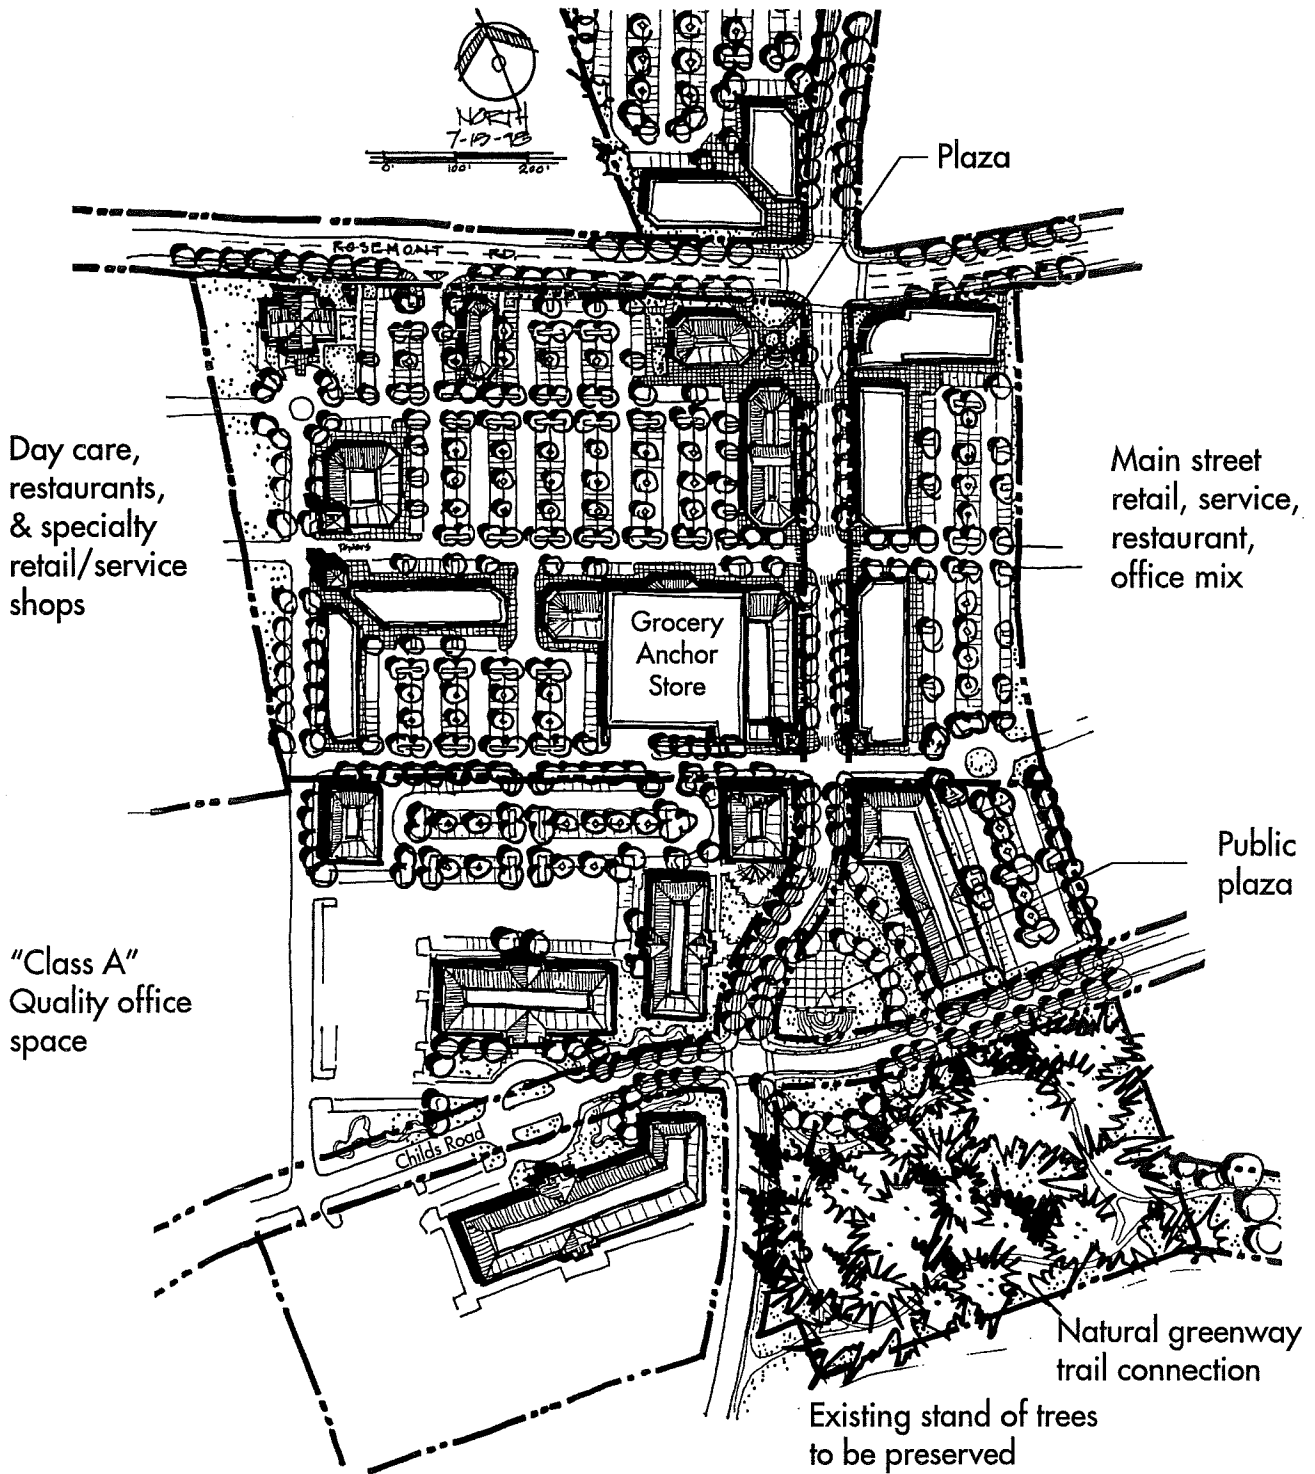 NORTH
7-15-98
0' 100' 200'
Plaza
ROSEMONT RD.
Day care,
restaurants,
& specialty
retail/service
shops
Main street
retail, service,
restaurant,
office mix
Grocery
Anchor
Store
Public
plaza
"Class A"
Quality office
space
Childs Road
Natural greenway
trail connection
Existing stand of trees
to be preserved